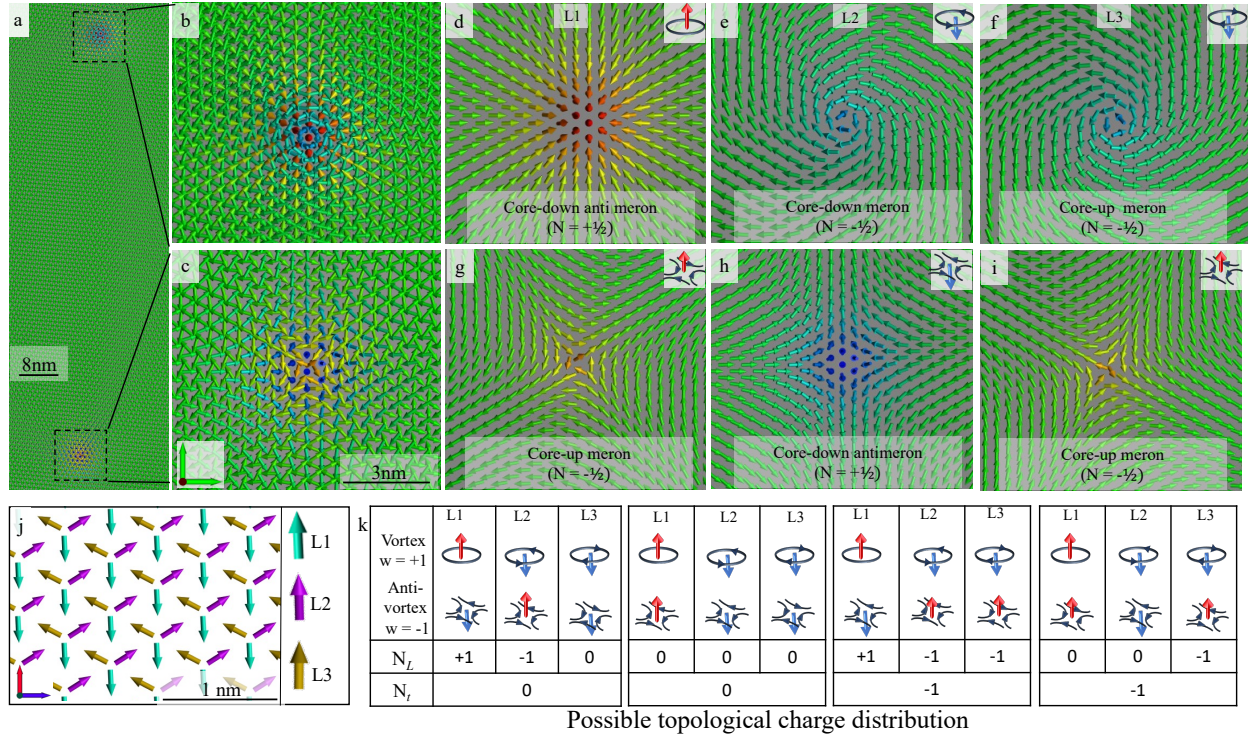 a
b
d
L1
e
L2
f
L3
Core-down anti meron
(N = +½)
Core-down meron
(N = -½)
Core-up meron
(N = -½)
8nm
c
3nm
g
Core-up meron
(N = -½)
h
Core-down antimeron
(N = +½)
i
Core-up meron
(N = -½)
j
L1
L2
L3
1 nm
k
L1 L2 L3 L1 L2 L3 L1 L2 L3 L1 L2 L3
Vortex
w = +1
Anti-
vortex
w = -1
N_L +1 -1 0 0 0 0 +1 -1 -1 0 0 -1
N_t 0 0 -1 -1
Possible topological charge distribution